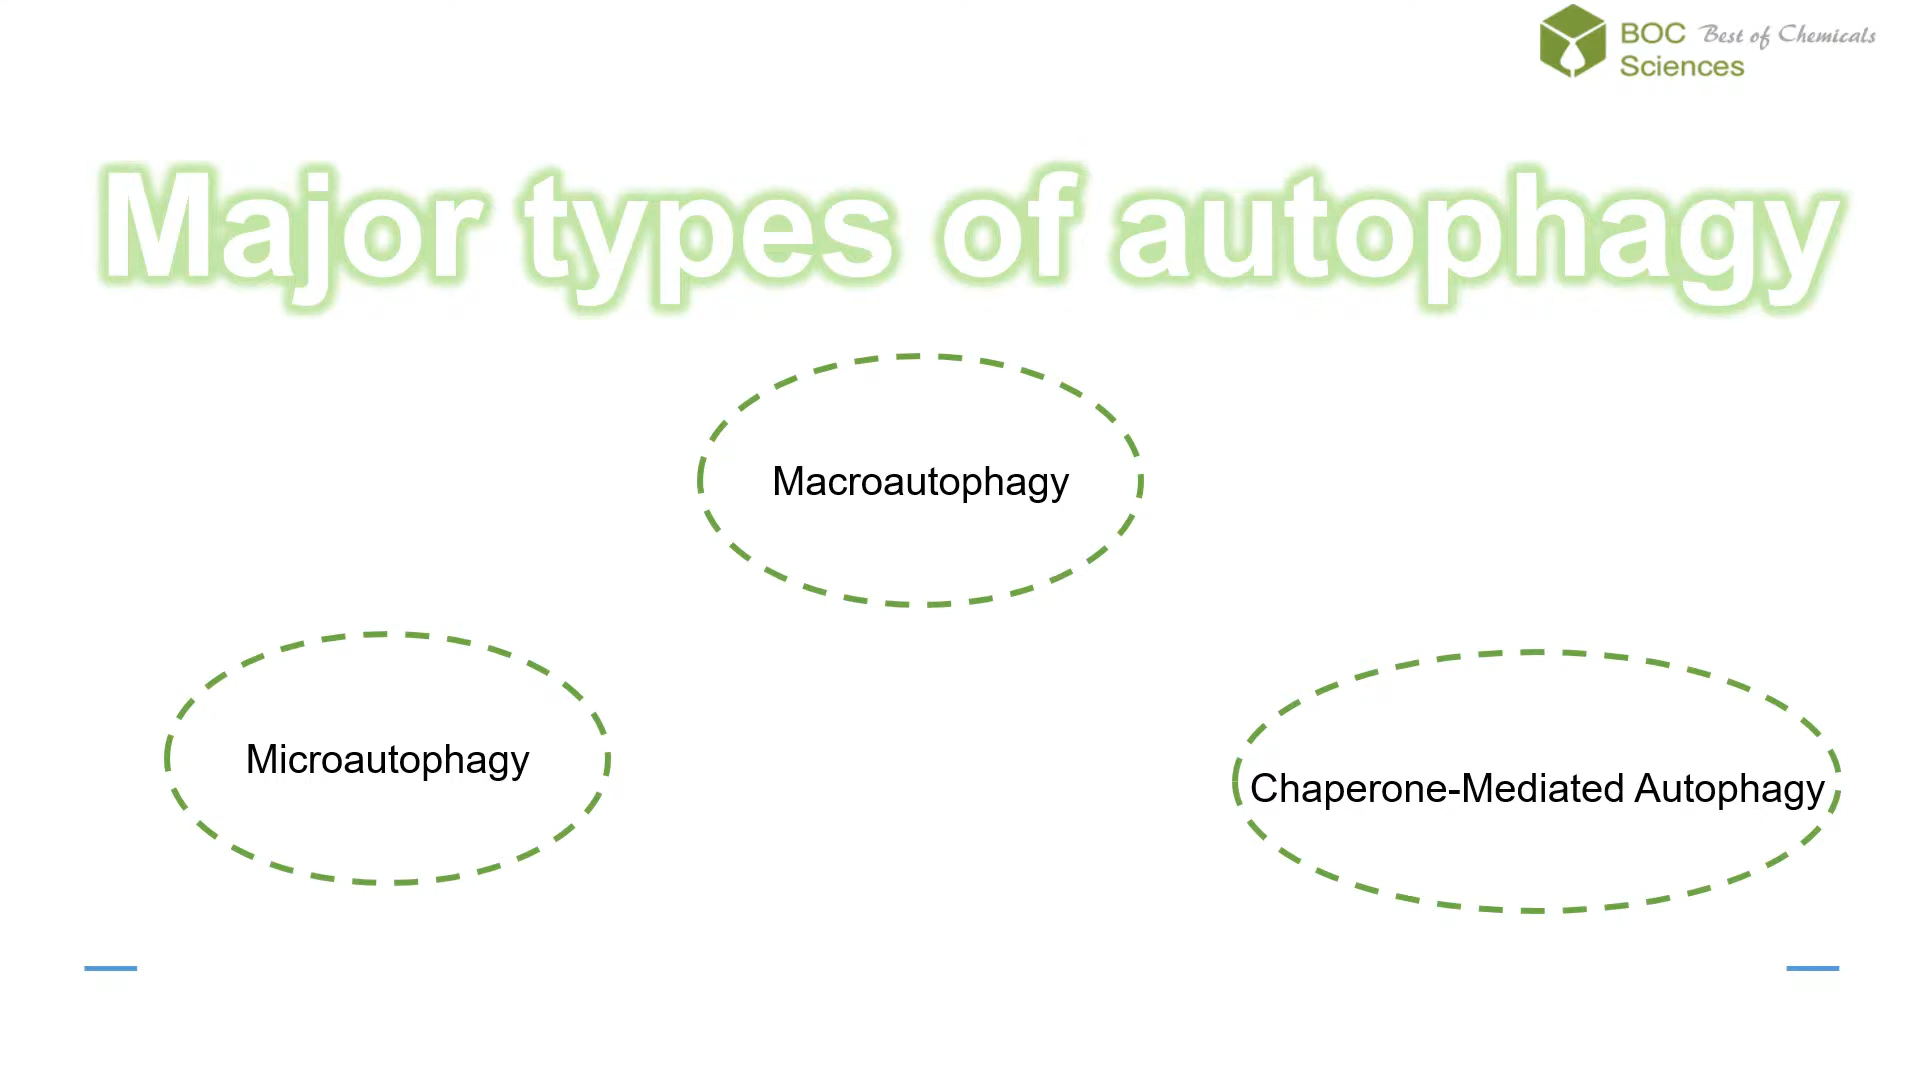 BOC Best of Chemicals
Sciences
Major types of autophagy
Macroautophagy
Microautophagy
Chaperone-Mediated Autophagy